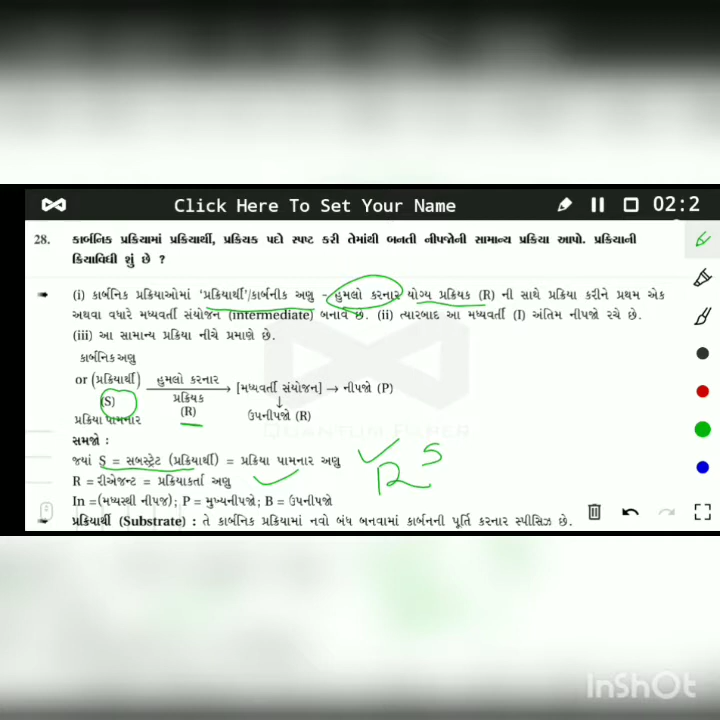 Click Here To Set Your Name
02:2
28. કાર્બનિક પ્રક્રિયામાં પ્રક્રિયાર્થી, પ્રક્રિયક પદો સ્પષ્ટ કરી તેમાંથી બનતી નીપજોની સામાન્ય પ્રક્રિયા આપો. પ્રક્રિયાની
ક્રિયાવિધી શું છે ?
➡ (i) કાર્બનિક પ્રક્રિયાઓમાં ‘પ્રક્રિયાર્થી’/કાર્બનીક અણુ - હુમલો કરનાર યોગ્ય પ્રક્રિયક (R) ની સાથે પ્રક્રિયા કરીને પ્રથમ એક
અથવા વધારે મધ્યવર્તી સંયોજન (intermediate) બનાવે છે. (ii) ત્યારબાદ આ મધ્યવર્તી (I) અંતિમ નીપજો રચે છે.
(iii) આ સામાન્ય પ્રક્રિયા નીચે પ્રમાણે છે.
કાર્બનિક અણુ
or (પ્રક્રિયાર્થી) હુમલો કરનાર → [મધ્યવર્તી સંયોજન] → નીપજો (P)
(S) પ્રક્રિયક ↓
પ્રક્રિયા પામનાર (R) ઉપનીપજો (R)
સમજો :
જ્યાં S = સબસ્ટ્રેટ (પ્રક્રિયાર્થી) = પ્રક્રિયા પામનાર અણુ
R S
R = રીએજન્ટ = પ્રક્રિયાકર્તા અણુ
In =(મધ્યસ્થી નીપજ); P = મુખ્યનીપજો; B = ઉપનીપજો
➡ પ્રક્રિયાર્થી (Substrate) : તે કાર્બનિક પ્રક્રિયામાં નવો બંધ બનવામાં કાર્બનની પૂર્તિ કરનાર સ્પીસિઝ છે.
InShOt